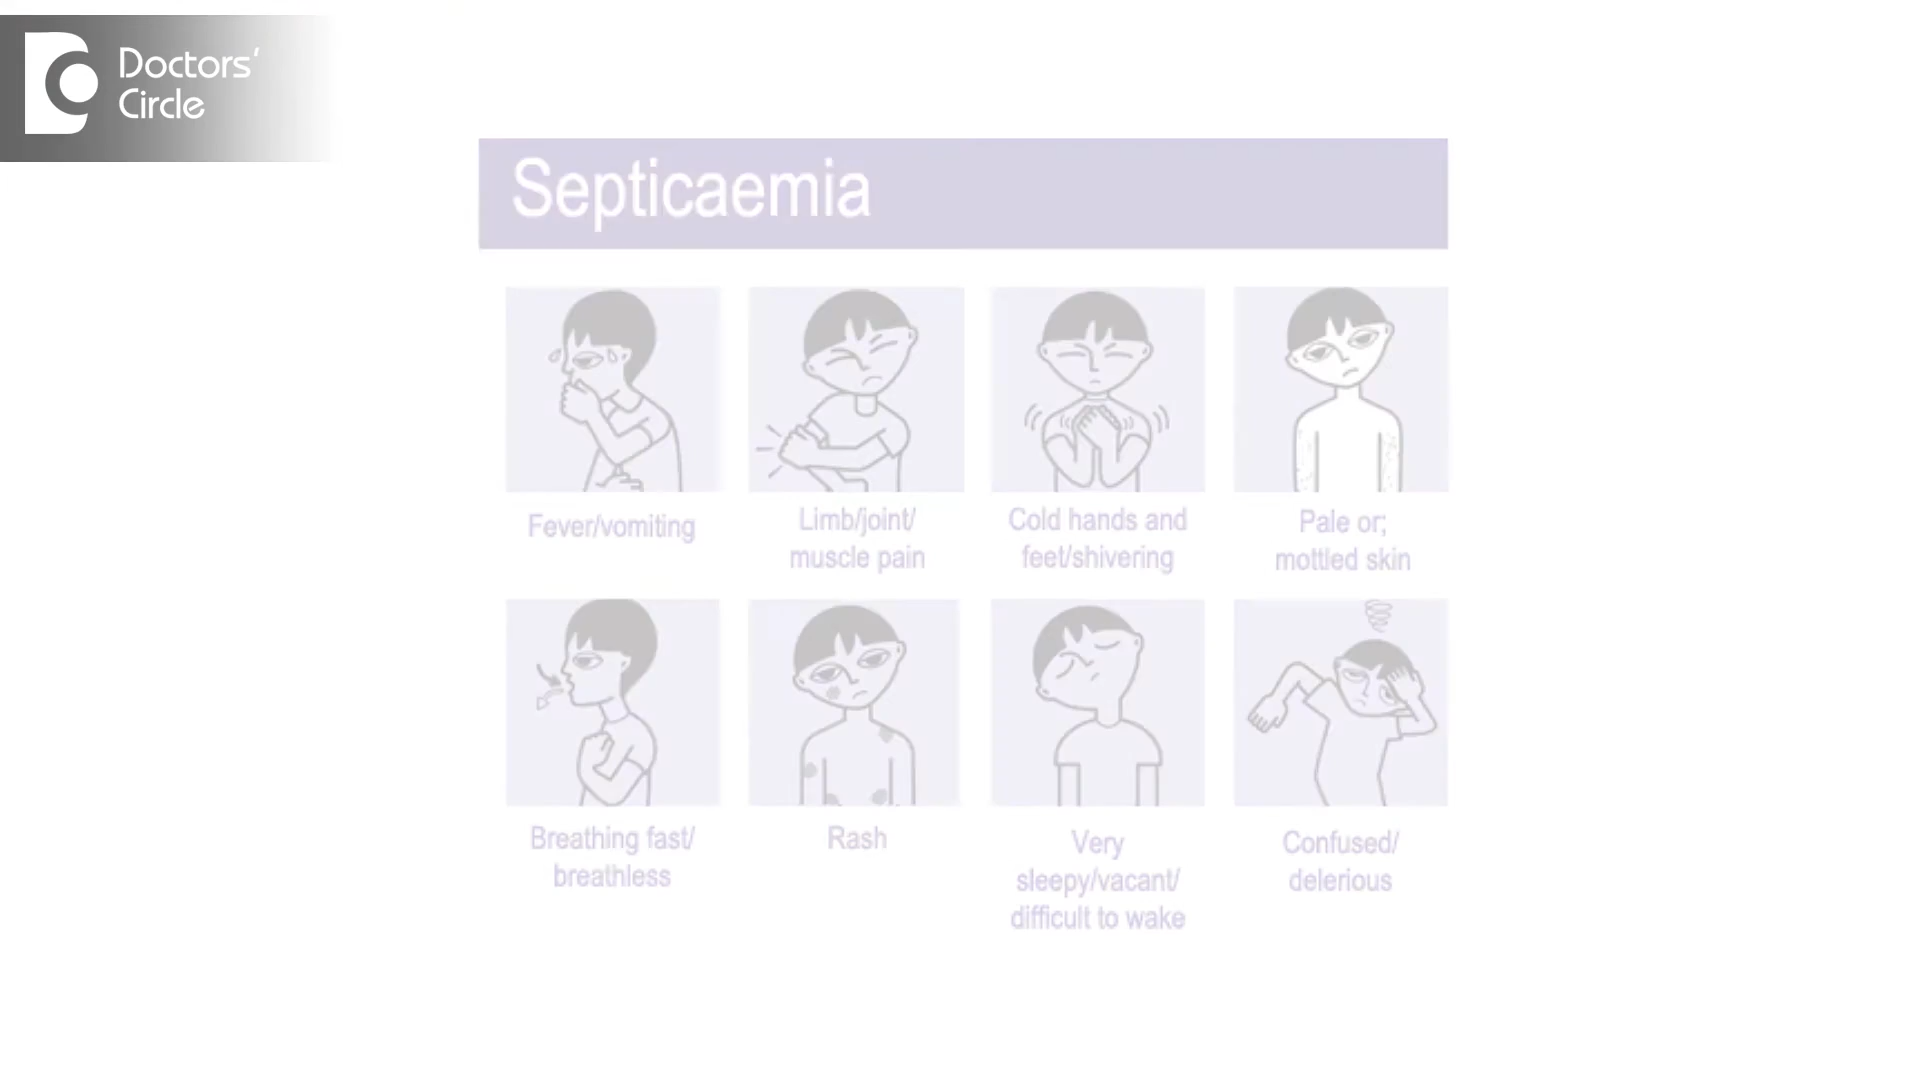 Doctors'
Circle
Septicaemia
Fever/vomiting
Limb/joint/
muscle pain
Cold hands and
feet/shivering
Pale or;
mottled skin
Breathing fast/
breathless
Rash
Very
sleepy/vacant/
difficult to wake
Confused/
delerious